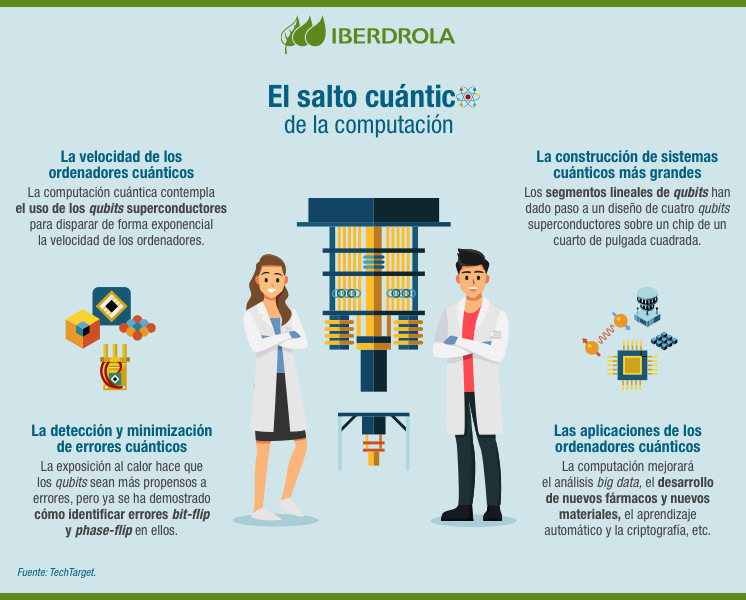 IBERDROLA
El salto cuántico
de la computación
La velocidad de los
ordenadores cuánticos
La computación cuántica contempla
el uso de los qubits superconductores
para disparar de forma exponencial
la velocidad de los ordenadores.
La construcción de sistemas
cuánticos más grandes
Los segmentos lineales de qubits han
dado paso a un diseño de cuatro qubits
superconductores sobre un chip de un
cuarto de pulgada cuadrada.
La detección y minimización
de errores cuánticos
La exposición al calor hace que
los qubits sean más propensos a
errores, pero ya se ha demostrado
cómo identificar errores bit-flip
y phase-flip en ellos.
Las aplicaciones de los
ordenadores cuánticos
La computación mejorará
el análisis big data, el desarrollo
de nuevos fármacos y nuevos
materiales, el aprendizaje
automático y la criptografía, etc.
Fuente: TechTarget.